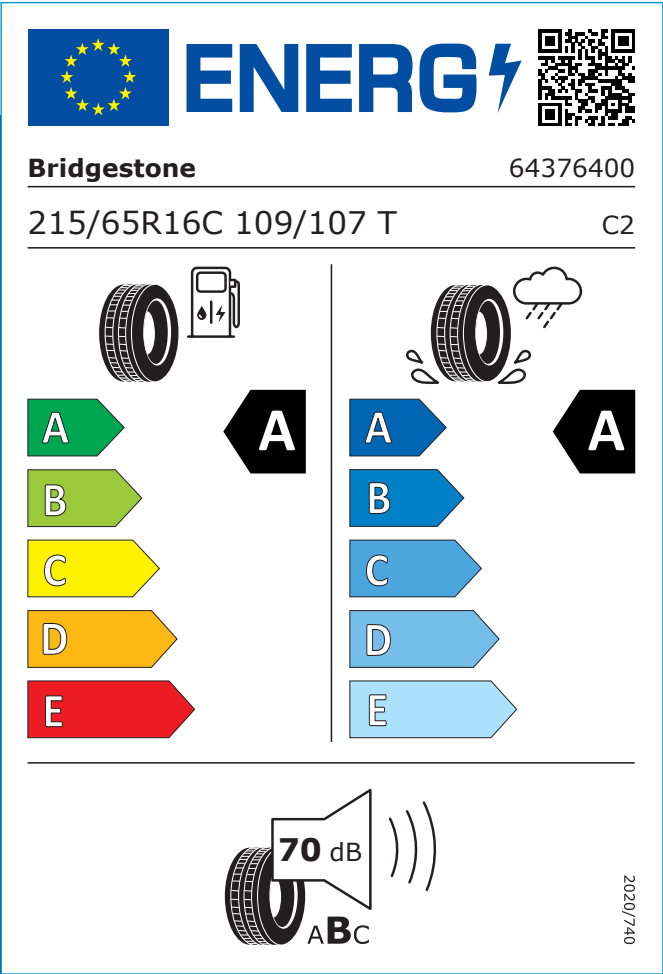 ENERG
Bridgestone 64376400
215/65R16C 109/107 T C2
A A A A
B B
C C
D D
E E
70 dB
ABC
2020/740